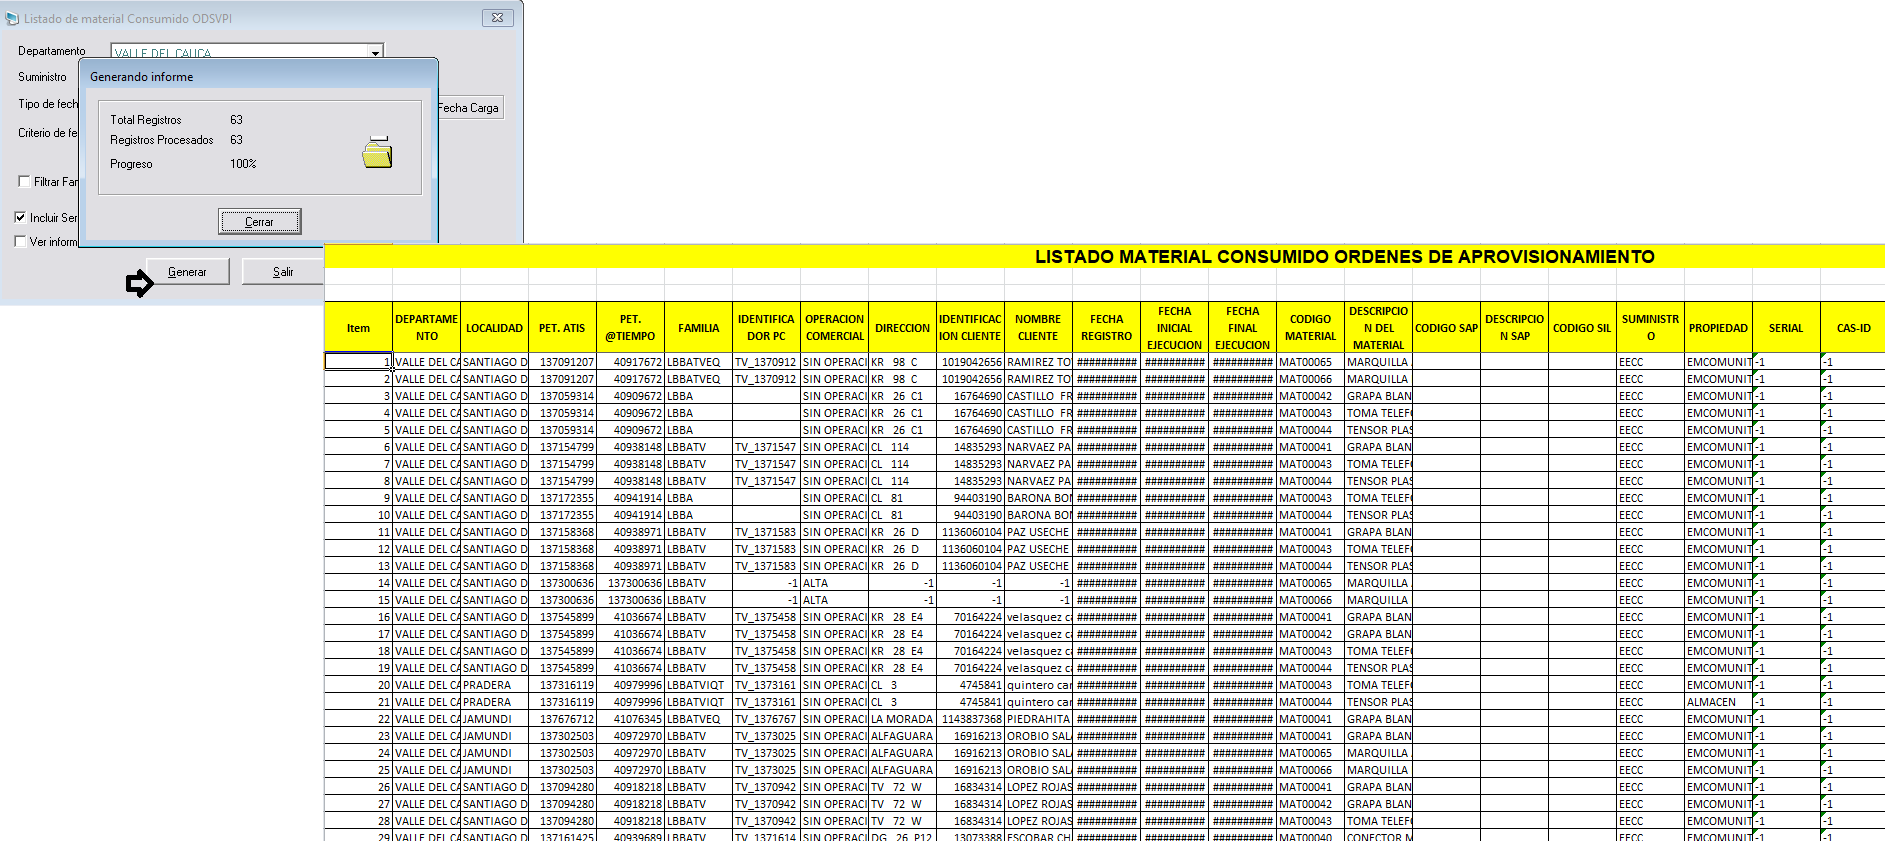 Listado de material Consumido ODSVPI
Departamento VALLE DEL CAUCA
Suministro
Tipo de fech Fecha Carga
Criterio de fe
Filtrar Far
Incluir Ser
Ver inform
Generar Salir
Generando informe
Total Registros 63
Registros Procesados 63
Progreso 100%
Cerrar
LISTADO MATERIAL CONSUMIDO ORDENES DE APROVISIONAMIENTO
Item DEPARTAMENTO LOCALIDAD PET. ATIS PET. @TIEMPO FAMILIA IDENTIFICADOR PC OPERACION COMERCIAL DIRECCION IDENTIFICACION CLIENTE NOMBRE CLIENTE FECHA REGISTRO FECHA INICIAL EJECUCION FECHA FINAL EJECUCION CODIGO MATERIAL DESCRIPCION DEL MATERIAL CODIGO SAP DESCRIPCION SAP CODIGO SIL SUMINISTRO PROPIEDAD SERIAL CAS-ID
1 VALLE DEL CA SANTIAGO D 137091207 40917672 LBBATVEQ TV_1370912 SIN OPERACI KR 98 C 1019042656 RAMIREZ TO ########## ########## ########## MAT00065 MARQUILLA EECC EMCOMUNIT -1 -1
2 VALLE DEL CA SANTIAGO D 137091207 40917672 LBBATVEQ TV_1370912 SIN OPERACI KR 98 C 1019042656 RAMIREZ TO ########## ########## ########## MAT00066 MARQUILLA EECC EMCOMUNIT -1 -1
3 VALLE DEL CA SANTIAGO D 137059314 40909672 LBBA SIN OPERACI KR 26 C1 16764690 CASTILLO FR ########## ########## ########## MAT00042 GRAPA BLAN EECC EMCOMUNIT -1 -1
4 VALLE DEL CA SANTIAGO D 137059314 40909672 LBBA SIN OPERACI KR 26 C1 16764690 CASTILLO FR ########## ########## ########## MAT00043 TOMA TELEF EECC EMCOMUNIT -1 -1
5 VALLE DEL CA SANTIAGO D 137059314 40909672 LBBA SIN OPERACI KR 26 C1 16764690 CASTILLO FR ########## ########## ########## MAT00044 TENSOR PLAS EECC EMCOMUNIT -1 -1
6 VALLE DEL CA SANTIAGO D 137154799 40938148 LBBATV TV_1371547 SIN OPERACI CL 114 14835293 NARVAEZ PA ########## ########## ########## MAT00041 GRAPA BLAN EECC EMCOMUNIT -1 -1
7 VALLE DEL CA SANTIAGO D 137154799 40938148 LBBATV TV_1371547 SIN OPERACI CL 114 14835293 NARVAEZ PA ########## ########## ########## MAT00043 TOMA TELEF EECC EMCOMUNIT -1 -1
8 VALLE DEL CA SANTIAGO D 137154799 40938148 LBBATV TV_1371547 SIN OPERACI CL 114 14835293 NARVAEZ PA ########## ########## ########## MAT00044 TENSOR PLAS EECC EMCOMUNIT -1 -1
9 VALLE DEL CA SANTIAGO D 137172355 40941914 LBBA SIN OPERACI CL 81 94403190 BARONA BO ########## ########## ########## MAT00043 TOMA TELEF EECC EMCOMUNIT -1 -1
10 VALLE DEL CA SANTIAGO D 137172355 40941914 LBBA SIN OPERACI CL 81 94403190 BARONA BO ########## ########## ########## MAT00044 TENSOR PLAS EECC EMCOMUNIT -1 -1
11 VALLE DEL CA SANTIAGO D 137158368 40938971 LBBATV TV_1371583 SIN OPERACI KR 26 D 1136060104 PAZ USECHE ########## ########## ########## MAT00041 GRAPA BLAN EECC EMCOMUNIT -1 -1
12 VALLE DEL CA SANTIAGO D 137158368 40938971 LBBATV TV_1371583 SIN OPERACI KR 26 D 1136060104 PAZ USECHE ########## ########## ########## MAT00043 TOMA TELEF EECC EMCOMUNIT -1 -1
13 VALLE DEL CA SANTIAGO D 137158368 40938971 LBBATV TV_1371583 SIN OPERACI KR 26 D 1136060104 PAZ USECHE ########## ########## ########## MAT00044 TENSOR PLAS EECC EMCOMUNIT -1 -1
14 VALLE DEL CA SANTIAGO D 137300636 137300636 LBBATV -1 ALTA -1 -1 -1 ########## ########## ########## MAT00065 MARQUILLA EECC EMCOMUNIT -1 -1
15 VALLE DEL CA SANTIAGO D 137300636 137300636 LBBATV -1 ALTA -1 -1 -1 ########## ########## ########## MAT00066 MARQUILLA EECC EMCOMUNIT -1 -1
16 VALLE DEL CA SANTIAGO D 137545899 41036674 LBBATV TV_1375458 SIN OPERACI KR 28 E4 70164224 velasquez ca ########## ########## ########## MAT00041 GRAPA BLAN EECC EMCOMUNIT -1 -1
17 VALLE DEL CA SANTIAGO D 137545899 41036674 LBBATV TV_1375458 SIN OPERACI KR 28 E4 70164224 velasquez ca ########## ########## ########## MAT00042 GRAPA BLAN EECC EMCOMUNIT -1 -1
18 VALLE DEL CA SANTIAGO D 137545899 41036674 LBBATV TV_1375458 SIN OPERACI KR 28 E4 70164224 velasquez ca ########## ########## ########## MAT00043 TOMA TELEF EECC EMCOMUNIT -1 -1
19 VALLE DEL CA SANTIAGO D 137545899 41036674 LBBATV TV_1375458 SIN OPERACI KR 28 E4 70164224 velasquez ca ########## ########## ########## MAT00044 TENSOR PLAS EECC EMCOMUNIT -1 -1
20 VALLE DEL CA PRADERA 137316119 40979996 LBBATVIQT TV_1373161 SIN OPERACI CL 3 4745841 quintero car ########## ########## ########## MAT00043 TOMA TELEF EECC EMCOMUNIT -1 -1
21 VALLE DEL CA PRADERA 137316119 40979996 LBBATVIQT TV_1373161 SIN OPERACI CL 3 4745841 quintero car ########## ########## ########## MAT00044 TENSOR PLAS EECC ALMACEN -1 -1
22 VALLE DEL CA JAMUNDI 137676712 41076345 LBBATVEQ TV_1376767 SIN OPERACI LA MORADA 1143837368 PIEDRAHITA ########## ########## ########## MAT00041 GRAPA BLAN EECC EMCOMUNIT -1 -1
23 VALLE DEL CA JAMUNDI 137302503 40972970 LBBATV TV_1373025 SIN OPERACI ALFAGUARA 16916213 OROBIO SAL ########## ########## ########## MAT00041 GRAPA BLAN EECC EMCOMUNIT -1 -1
24 VALLE DEL CA JAMUNDI 137302503 40972970 LBBATV TV_1373025 SIN OPERACI ALFAGUARA 16916213 OROBIO SAL ########## ########## ########## MAT00065 MARQUILLA EECC EMCOMUNIT -1 -1
25 VALLE DEL CA JAMUNDI 137302503 40972970 LBBATV TV_1373025 SIN OPERACI ALFAGUARA 16916213 OROBIO SAL ########## ########## ########## MAT00066 MARQUILLA EECC EMCOMUNIT -1 -1
26 VALLE DEL CA SANTIAGO D 137094280 40918218 LBBATV TV_1370942 SIN OPERACI TV 72 W 16834314 LOPEZ ROJAS ########## ########## ########## MAT00041 GRAPA BLAN EECC EMCOMUNIT -1 -1
27 VALLE DEL CA SANTIAGO D 137094280 40918218 LBBATV TV_1370942 SIN OPERACI TV 72 W 16834314 LOPEZ ROJAS ########## ########## ########## MAT00042 GRAPA BLAN EECC EMCOMUNIT -1 -1
28 VALLE DEL CA SANTIAGO D 137094280 40918218 LBBATV TV_1370942 SIN OPERACI TV 72 W 16834314 LOPEZ ROJAS ########## ########## ########## MAT00043 TOMA TELEF EECC EMCOMUNIT -1 -1
29 VALLE DEL CA SANTIAGO D 137161425 40939689 LBBATV TV_1371614 SIN OPERACI DG 26 P12 13073388 ESCOBAR CH ########## ########## ########## MAT00040 CONECTOR M EECC EMCOMUNIT -1 -1